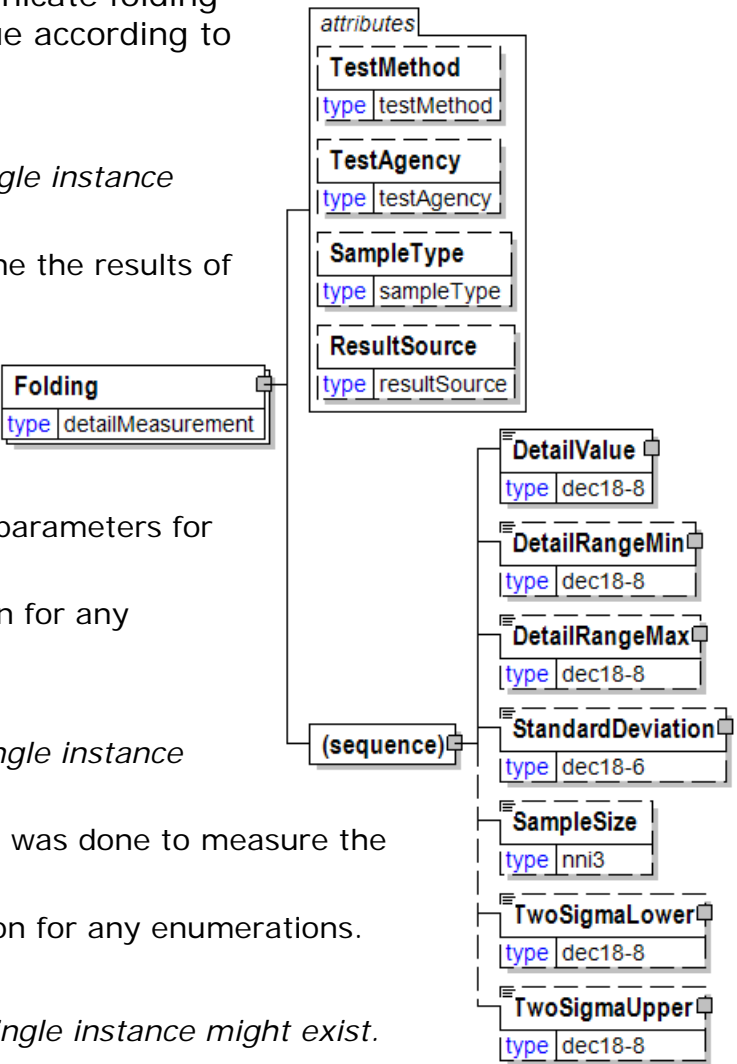 nicate folding
ue according to
gle instance
ne the results of
parameters for
n for any
ngle instance
was done to measure the
on for any enumerations.
ingle instance might exist.
Folding
type detailMeasurement
attributes
TestMethod
type testMethod
TestAgency
type testAgency
SampleType
type sampleType
ResultSource
type resultSource
(sequence)
DetailValue
type dec18-8
DetailRangeMin
type dec18-8
DetailRangeMax
type dec18-8
StandardDeviation
type dec18-6
SampleSize
type nni3
TwoSigmaLower
type dec18-8
TwoSigmaUpper
type dec18-8